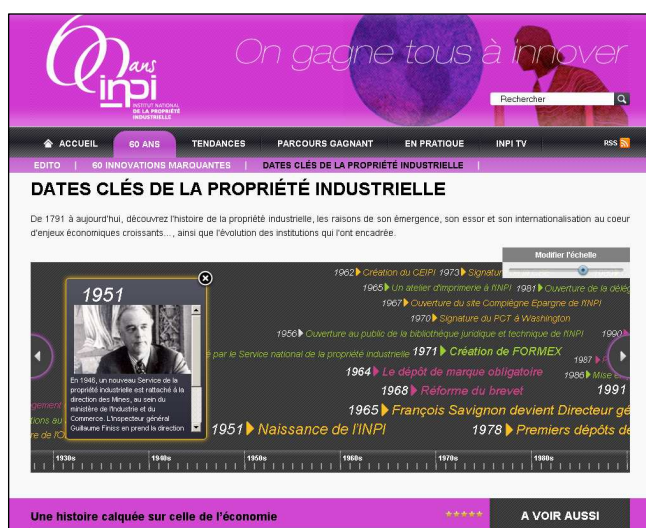 60 ans
inpi
INSTITUT NATIONAL
DE LA PROPRIÉTÉ
INDUSTRIELLE
On gagne tous à innover
Rechercher
ACCUEIL 60 ANS TENDANCES PARCOURS GAGNANT EN PRATIQUE INPI TV RSS
EDITO | 60 INNOVATIONS MARQUANTES | DATES CLÉS DE LA PROPRIÉTÉ INDUSTRIELLE |
DATES CLÉS DE LA PROPRIÉTÉ INDUSTRIELLE
De 1791 à aujourd'hui, découvrez l'histoire de la propriété industrielle, les raisons de son émergence, son essor et son internationalisation au coeur
d'enjeux économiques croissants…, ainsi que l'évolution des institutions qui l'ont encadrée.
Modifier l'échelle
1951
En 1946, un nouveau Service de la
propriété industrielle est rattaché à la
direction des Mines, au sein du
ministère de l'Industrie et du
Commerce. L'Inspecteur général
Guillaume Finiss en prend la direction
1962 Création du CEIPI 1973 Signatur
1965 Un atelier d'imprimerie à l'INPI 1981 Ouverture de la délég
1967 Ouverture du site Compiègne Epargne de l'INPI
1970 Signature du PCT à Washington
1956 Ouverture au public de la bibliothèque juridique et technique de l'INPI 1990
é par le Service national de la propriété industrielle 1971 Création de FORMEX 1987
1964 Le dépôt de marque obligatoire 1986 Mise e
1968 Réforme du brevet 1991
1965 François Savignon devient Directeur gé
1951 Naissance de l'INPI 1978 Premiers dépôts de
1930s 1940s 1950s 1960s 1970s 1980s
Une histoire calquée sur celle de l'économie
A VOIR AUSSI